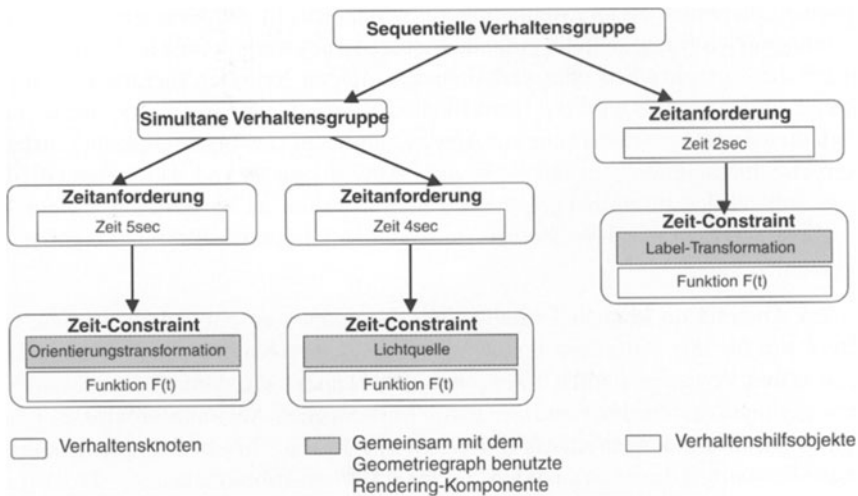 Sequentielle Verhaltensgruppe
Simultane Verhaltensgruppe
Zeitanforderung
Zeit 2sec
Zeitanforderung
Zeit 5sec
Zeitanforderung
Zeit 4sec
Zeit-Constraint
Label-Transformation
Funktion F(t)
Zeit-Constraint
Orientierungstransformation
Funktion F(t)
Zeit-Constraint
Lichtquelle
Funktion F(t)
Verhaltensknoten
Gemeinsam mit dem
Geometriegraph benutzte
Rendering-Komponente
Verhaltenshilfsobjekte